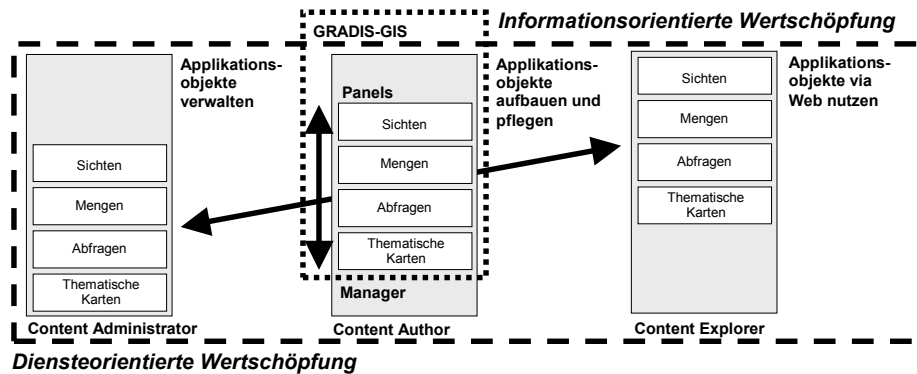 Informationsorientierte Wertschöpfung
GRADIS-GIS
Applikations-
objekte
verwalten
Sichten
Mengen
Abfragen
Thematische
Karten
Content Administrator
Panels
Sichten
Mengen
Abfragen
Thematische
Karten
Manager
Content Author
Applikations-
objekte
aufbauen und
pflegen
Sichten
Mengen
Abfragen
Thematische
Karten
Content Explorer
Applikations-
objekte via
Web nutzen
Diensteorientierte Wertschöpfung